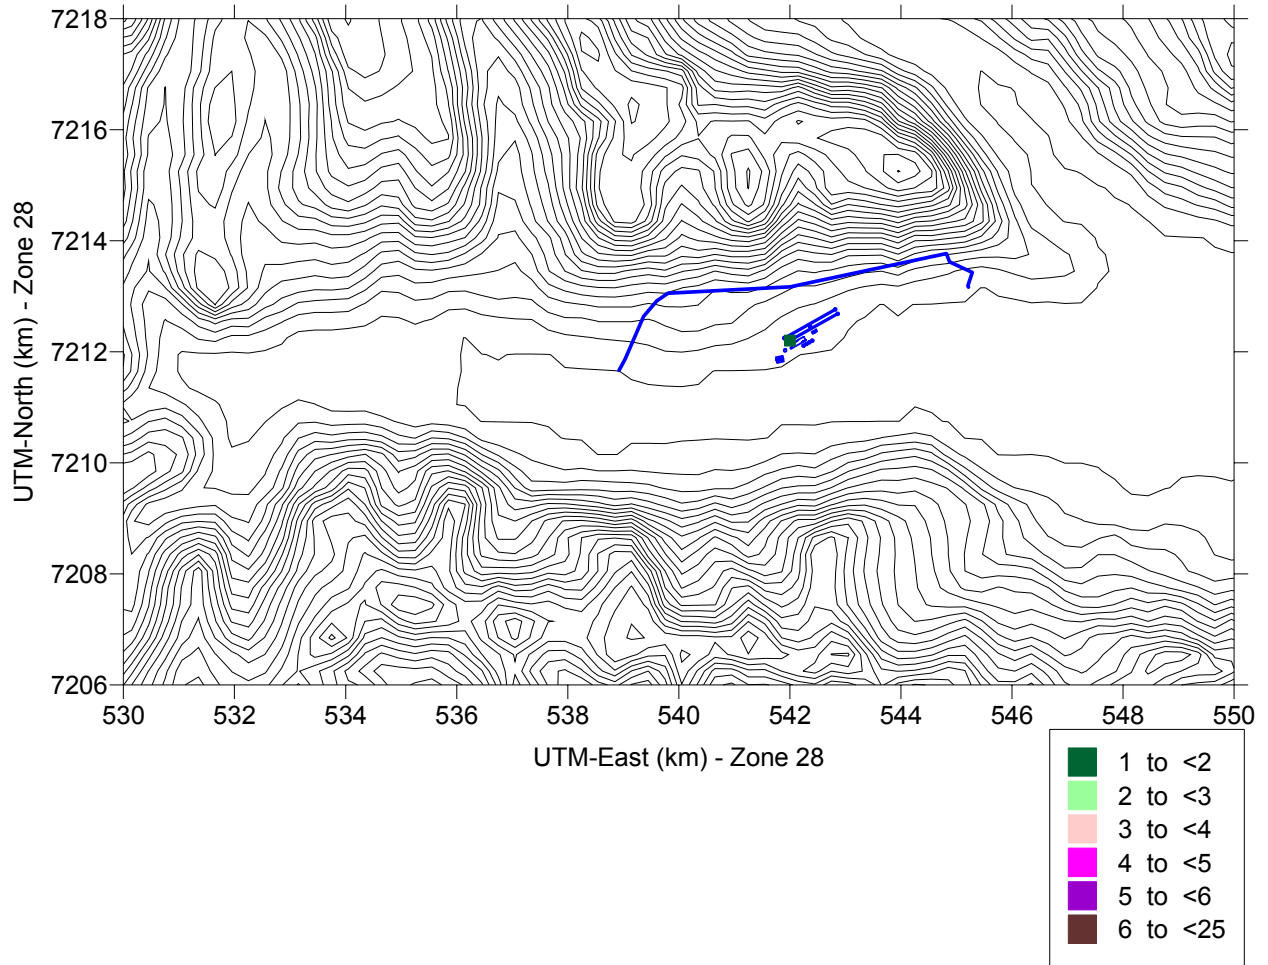 7218
7216
7214
7212
7210
7208
7206
UTM-North (km) - Zone 28
530 532 534 536 538 540 542 544 546 548 550
UTM-East (km) - Zone 28
1 to <2
2 to <3
3 to <4
4 to <5
5 to <6
6 to <25